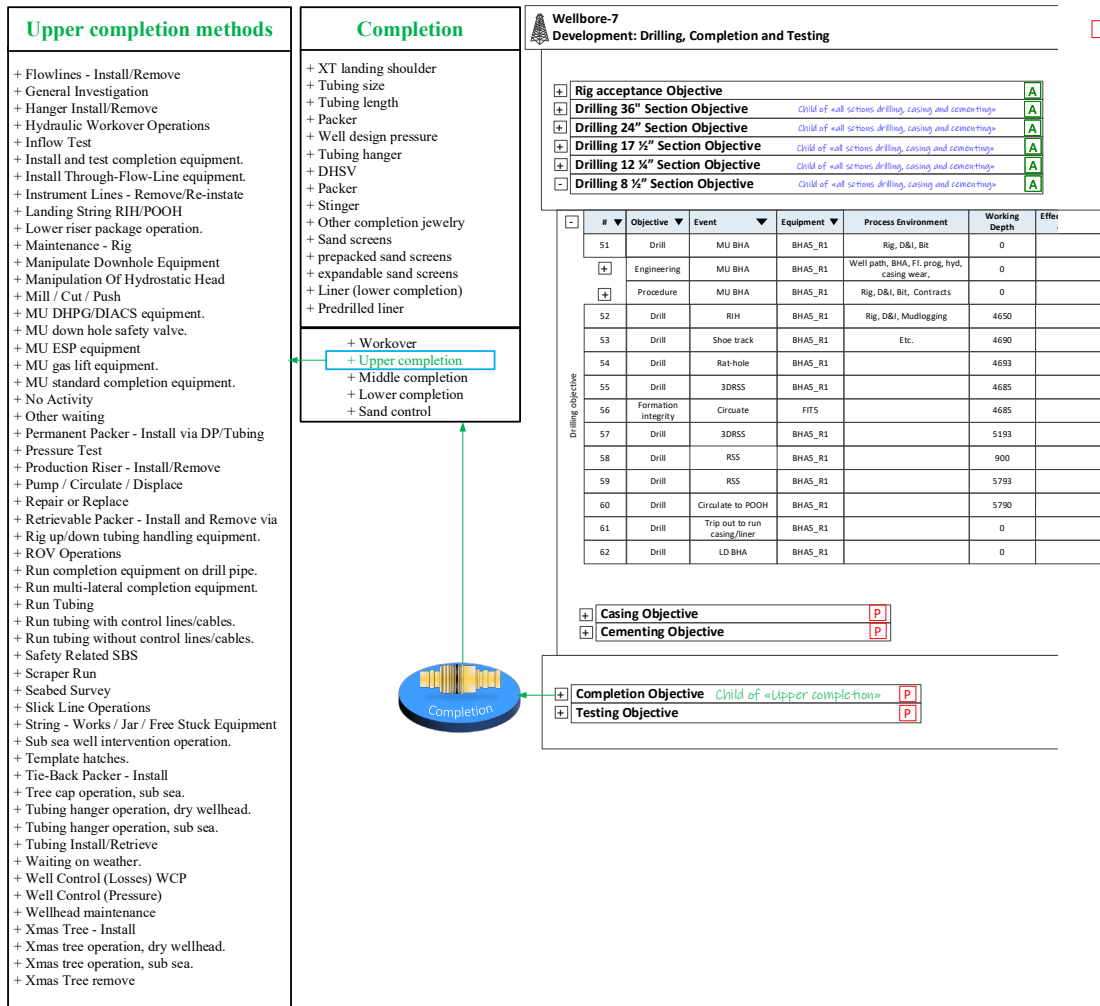 Upper completion methods
+ Flowlines - Install/Remove
+ General Investigation
+ Hanger Install/Remove
+ Hydraulic Workover Operations
+ Inflow Test
+ Install and test completion equipment.
+ Install Through-Flow-Line equipment.
+ Instrument Lines - Remove/Re-instate
+ Landing String RIH/POOH
+ Lower riser package operation.
+ Maintenance - Rig
+ Manipulate Downhole Equipment
+ Manipulation Of Hydrostatic Head
+ Mill / Cut / Push
+ MU DHPG/DIACS equipment.
+ MU down hole safety valve.
+ MU ESP equipment
+ MU gas lift equipment.
+ MU standard completion equipment.
+ No Activity
+ Other waiting
+ Permanent Packer - Install via DP/Tubing
+ Pressure Test
+ Production Riser - Install/Remove
+ Pump / Circulate / Displace
+ Repair or Replace
+ Retrievable Packer - Install and Remove via
+ Rig up/down tubing handling equipment.
+ ROV Operations
+ Run completion equipment on drill pipe.
+ Run multi-lateral completion equipment.
+ Run Tubing
+ Run tubing with control lines/cables.
+ Run tubing without control lines/cables.
+ Safety Related SBS
+ Scraper Run
+ Seabed Survey
+ Slick Line Operations
+ String - Works / Jar / Free Stuck Equipment
+ Sub sea well intervention operation.
+ Template hatches.
+ Tie-Back Packer - Install
+ Tree cap operation, sub sea.
+ Tubing hanger operation, dry wellhead.
+ Tubing hanger operation, sub sea.
+ Tubing Install/Retrieve
+ Waiting on weather.
+ Well Control (Losses) WCP
+ Well Control (Pressure)
+ Wellhead maintenance
+ Xmas Tree - Install
+ Xmas tree operation, dry wellhead.
+ Xmas tree operation, sub sea.
+ Xmas Tree remove
Completion
+ XT landing shoulder
+ Tubing size
+ Tubing length
+ Packer
+ Well design pressure
+ Tubing hanger
+ DHSV
+ Packer
+ Stinger
+ Other completion jewelry
+ Sand screens
+ prepacked sand screens
+ expandable sand screens
+ Liner (lower completion)
+ Predrilled liner
+ Workover
+ Upper completion
+ Middle completion
+ Lower completion
+ Sand control
Completion
Wellbore-7
Development: Drilling, Completion and Testing
+ Rig acceptance Objective A
+ Drilling 36" Section Objective Child of «all sctions drilling, casing and cementing» A
+ Drilling 24” Section Objective Child of «all sctions drilling, casing and cementing» A
+ Drilling 17 ½” Section Objective Child of «all sctions drilling, casing and cementing» A
+ Drilling 12 ¼” Section Objective Child of «all sctions drilling, casing and cementing» A
- Drilling 8 ½” Section Objective Child of «all sctions drilling, casing and cementing» A
- # Objective Event Equipment Process Environment Working Depth
Drilling objective
51 Drill MU BHA BHA5_R1 Rig, D&I, Bit 0
+ Engineering MU BHA BHA5_R1 Well path, BHA, Fl. prog, hyd, casing wear, 0
+ Procedure MU BHA BHA5_R1 Rig, D&I, Bit, Contracts 0
52 Drill RIH BHA5_R1 Rig, D&I, Mudlogging 4650
53 Drill Shoe track BHA5_R1 Etc. 4690
54 Drill Rat-hole BHA5_R1 4693
55 Drill 3DRSS BHA5_R1 4685
56 Formation integrity Circuate FIT5 4685
57 Drill 3DRSS BHA5_R1 5193
58 Drill RSS BHA5_R1 900
59 Drill RSS BHA5_R1 5793
60 Drill Circulate to POOH BHA5_R1 5790
61 Drill Trip out to run casing/liner BHA5_R1 0
62 Drill LD BHA BHA5_R1 0
+ Casing Objective P
+ Cementing Objective P
+ Completion Objective Child of «Upper completion» P
+ Testing Objective P